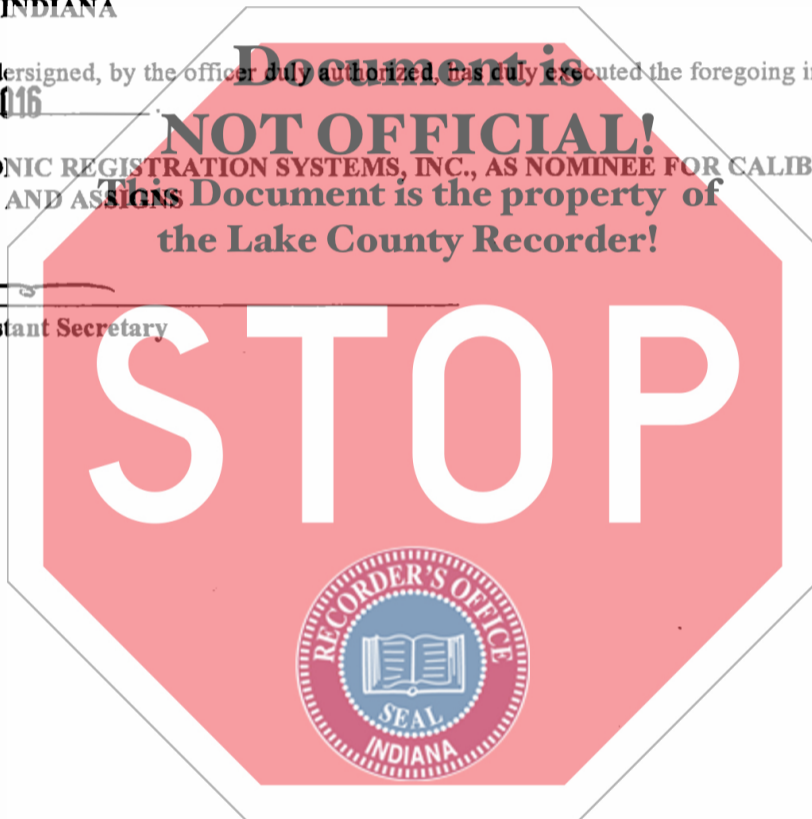 INDIANA
Document is
ersigned, by the officer duly authorized, has duly executed the foregoing i
016
NOT OFFICIAL!
NIC REGISTRATION SYSTEMS, INC., AS NOMINEE FOR CALIB
AND ASSIGNS
This Document is the property of
the Lake County Recorder!
tant Secretary
STOP
RECORDER'S OFFICE
SEAL
INDIANA